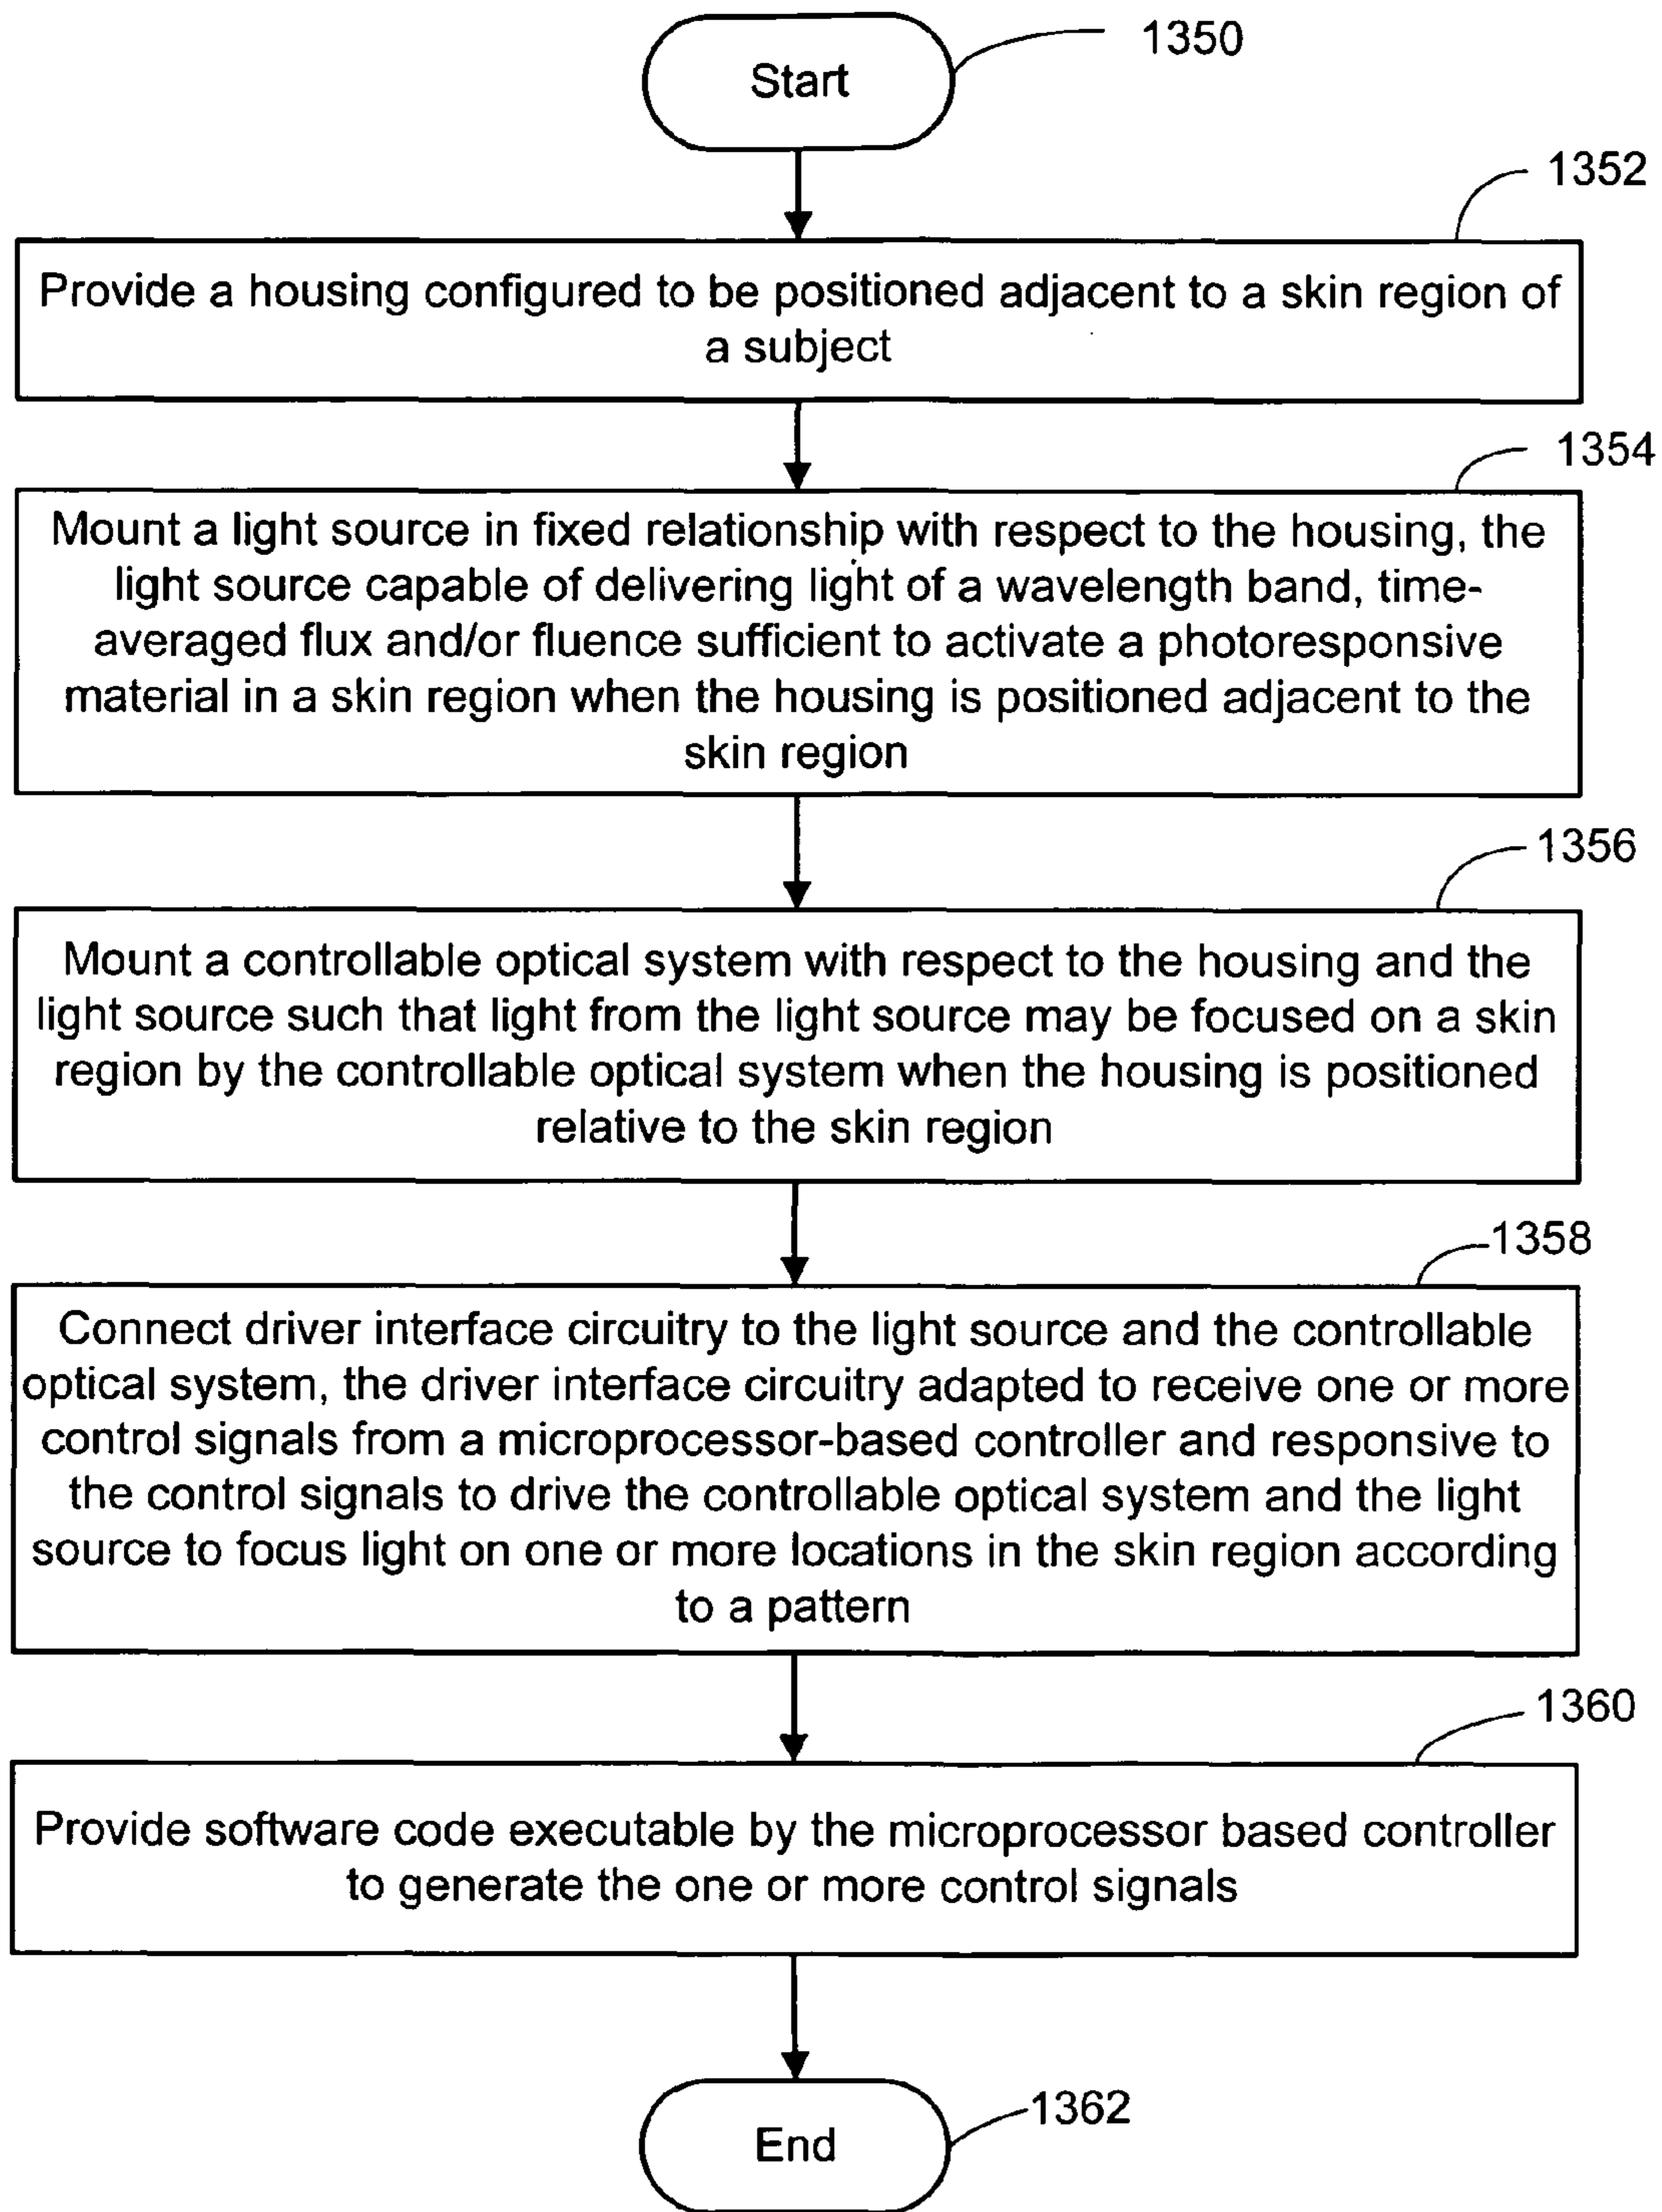 Start
1350
1352
Provide a housing configured to be positioned adjacent to a skin region of
a subject
1354
Mount a light source in fixed relationship with respect to the housing, the
light source capable of delivering light of a wavelength band, time-
averaged flux and/or fluence sufficient to activate a photoresponsive
material in a skin region when the housing is positioned adjacent to the
skin region
1356
Mount a controllable optical system with respect to the housing and the
light source such that light from the light source may be focused on a skin
region by the controllable optical system when the housing is positioned
relative to the skin region
1358
Connect driver interface circuitry to the light source and the controllable
optical system, the driver interface circuitry adapted to receive one or more
control signals from a microprocessor-based controller and responsive to
the control signals to drive the controllable optical system and the light
source to focus light on one or more locations in the skin region according
to a pattern
1360
Provide software code executable by the microprocessor based controller
to generate the one or more control signals
End
1362